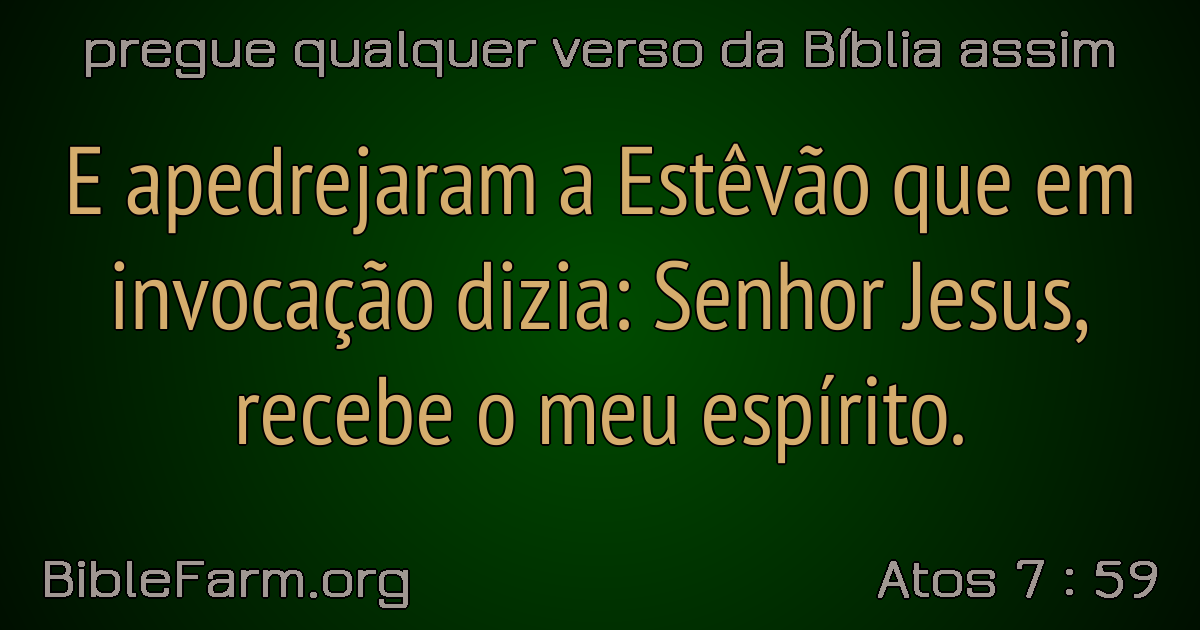 pregue qualquer verso da Bíblia assim
E apedrejaram a Estêvão que em
invocação dizia: Senhor Jesus,
recebe o meu espírito.
BibleFarm.org
Atos 7 : 59